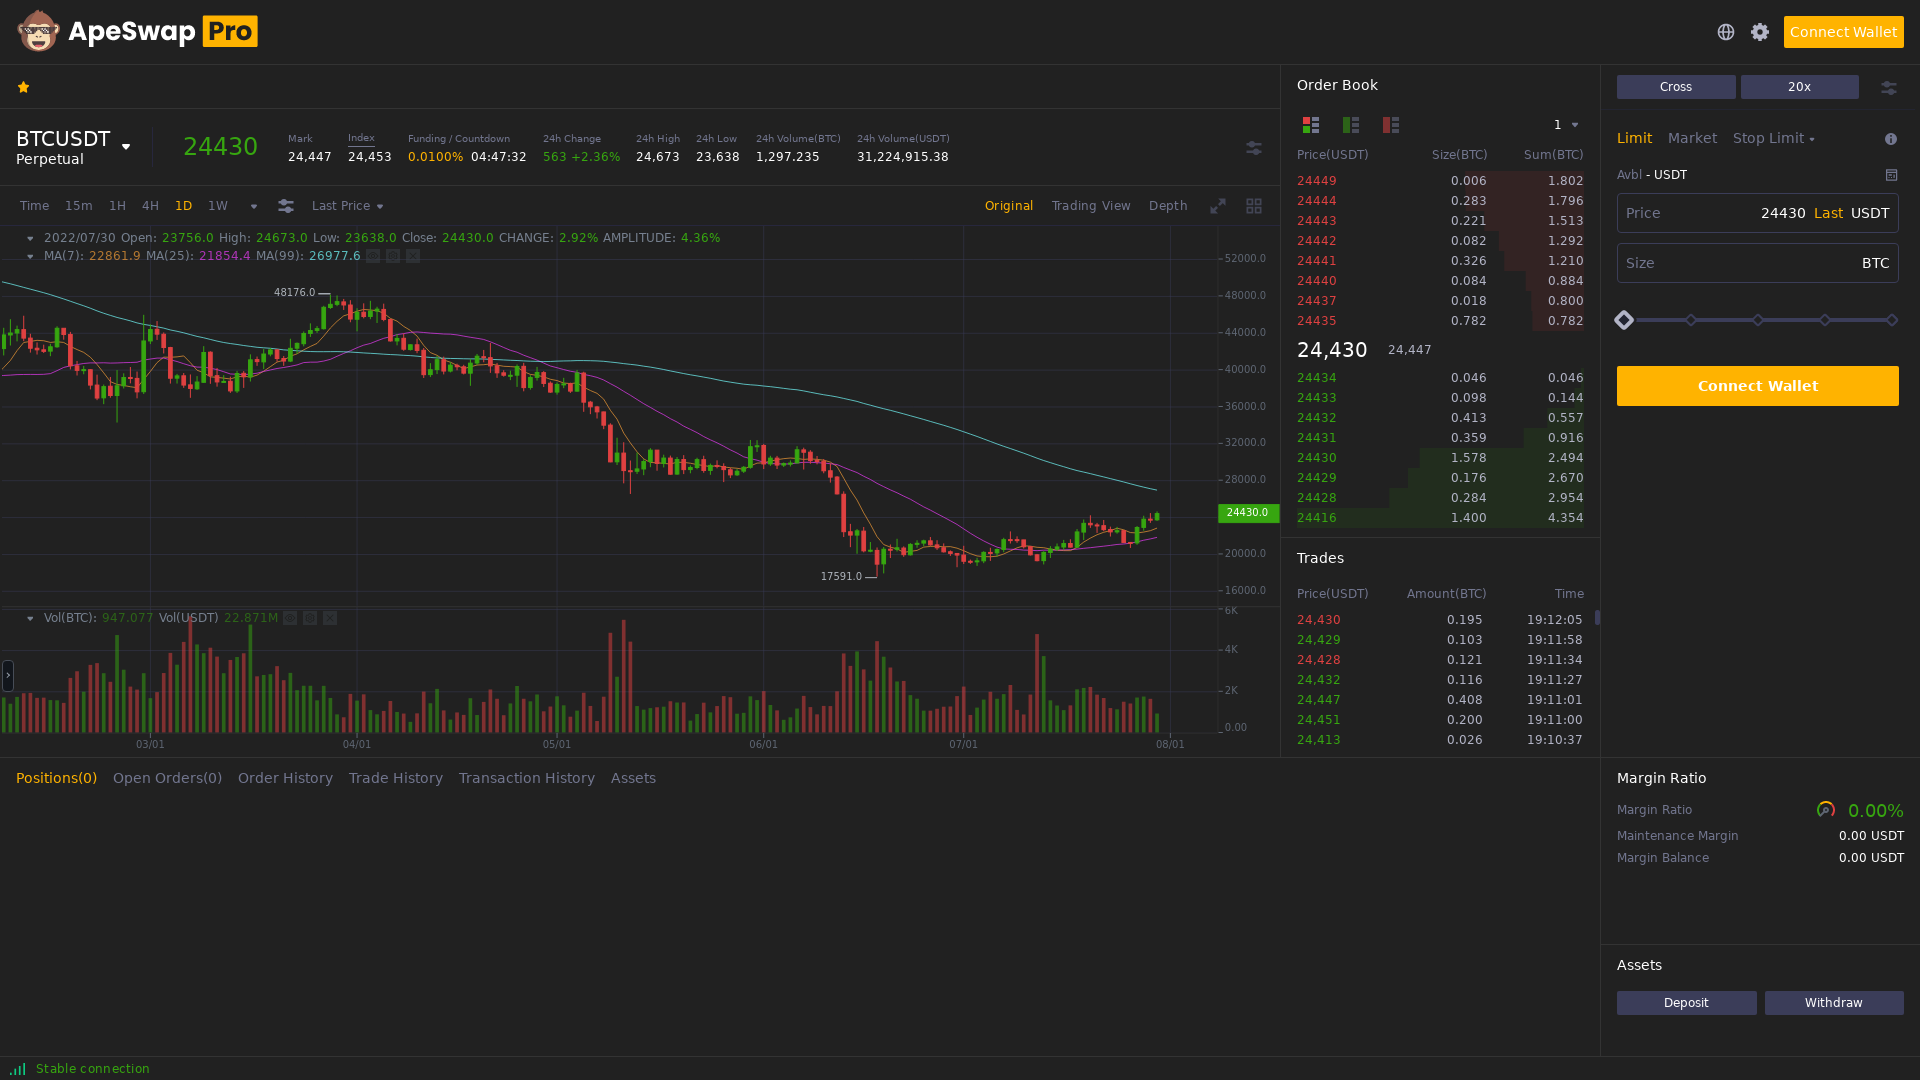 ApeSwap Pro
Connect Wallet
BTCUSDT
Perpetual
24430
Mark
24,447
Index
24,453
Funding / Countdown
0.0100% 04:47:32
24h Change
563 +2.36%
24h High
24,673
24h Low
23,638
24h Volume(BTC)
1,297.235
24h Volume(USDT)
31,224,915.38
Time 15m 1H 4H 1D 1W Last Price Original Trading View Depth
2022/07/30 Open: 23756.0 High: 24673.0 Low: 23638.0 Close: 24430.0 CHANGE: 2.92% AMPLITUDE: 4.36%
MA(7): 22861.9 MA(25): 21854.4 MA(99): 26977.6
48176.0
17591.0
52000.0
48000.0
44000.0
40000.0
36000.0
32000.0
28000.0
24430.0
20000.0
16000.0
Vol(BTC): 947.077 Vol(USDT) 22.871M
6K
4K
2K
0.00
03/01 04/01 05/01 06/01 07/01 08/01
Order Book
1
Price(USDT) Size(BTC) Sum(BTC)
24449 0.006 1.802
24444 0.283 1.796
24443 0.221 1.513
24442 0.082 1.292
24441 0.326 1.210
24440 0.084 0.884
24437 0.018 0.800
24435 0.782 0.782
24,430 24,447
24434 0.046 0.046
24433 0.098 0.144
24432 0.413 0.557
24431 0.359 0.916
24430 1.578 2.494
24429 0.176 2.670
24428 0.284 2.954
24416 1.400 4.354
Trades
Price(USDT) Amount(BTC) Time
24,430 0.195 19:12:05
24,429 0.103 19:11:58
24,428 0.121 19:11:34
24,432 0.116 19:11:27
24,447 0.408 19:11:01
24,451 0.200 19:11:00
24,413 0.026 19:10:37
Cross 20x
Limit Market Stop Limit
Avbl - USDT
Price 24430 Last USDT
Size BTC
Connect Wallet
Positions(0) Open Orders(0) Order History Trade History Transaction History Assets
Margin Ratio
Margin Ratio 0.00%
Maintenance Margin 0.00 USDT
Margin Balance 0.00 USDT
Assets
Deposit Withdraw
Stable connection